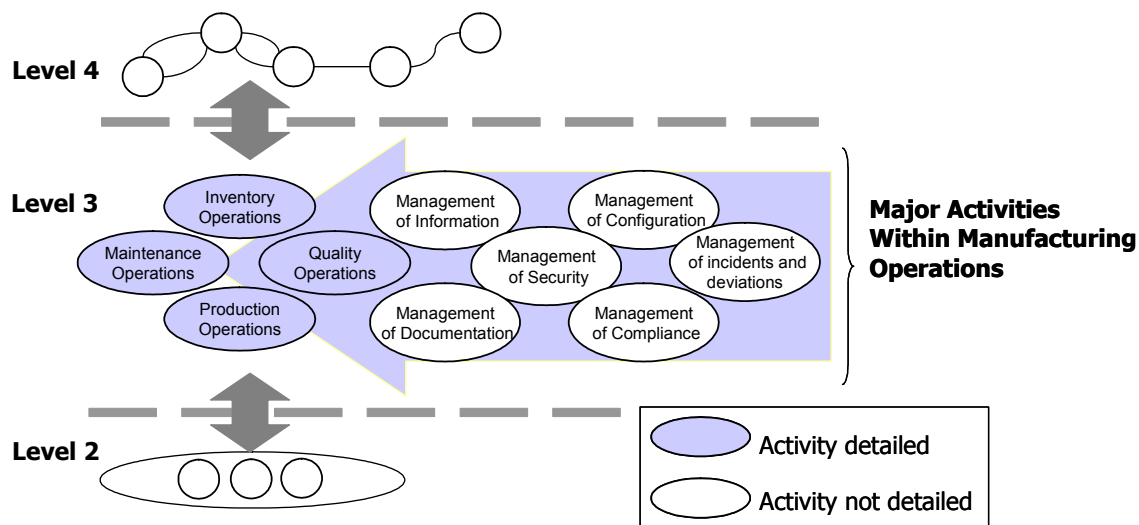 Level 4
Level 3
Inventory
Operations
Maintenance
Operations
Quality
Operations
Production
Operations
Management
of Information
Management
of Configuration
Management
of Security
Management
of incidents and
deviations
Management
of Documentation
Management
of Compliance
Major Activities
Within Manufacturing
Operations
Level 2
Activity detailed
Activity not detailed